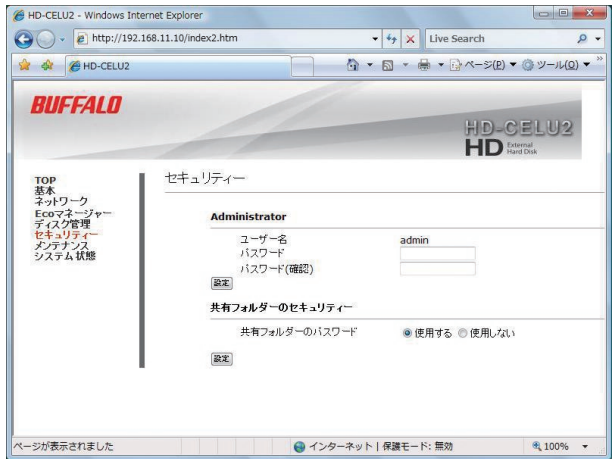 HD-CELU2 - Windows Internet Explorer
http://192.168.11.10/index2.htm
Live Search
HD-CELU2
ページ(P)
ツール(O)
BUFFALO
HD-CELU2
HD External Hard Disk
TOP
基本
ネットワーク
Ecoマネージャー
ディスク管理
セキュリティー
メンテナンス
システム状態
セキュリティー
Administrator
ユーザー名 admin
パスワード
パスワード(確認)
設定
共有フォルダーのセキュリティー
共有フォルダーのパスワード 使用する 使用しない
設定
ページが表示されました
インターネット | 保護モード: 無効
100%